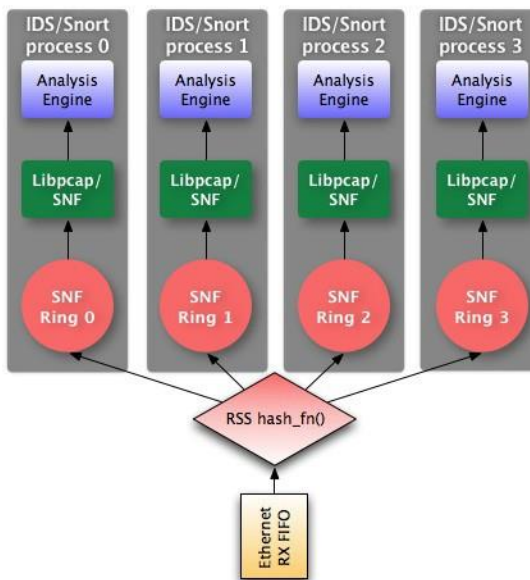 IDS/Snort
process 0
IDS/Snort
process 1
IDS/Snort
process 2
IDS/Snort
process 3
Analysis
Engine
Analysis
Engine
Analysis
Engine
Analysis
Engine
Libpcap/
SNF
Libpcap/
SNF
Libpcap/
SNF
Libpcap/
SNF
SNF
Ring 0
SNF
Ring 1
SNF
Ring 2
SNF
Ring 3
RSS hash_fn()
Ethernet
RX FIFO